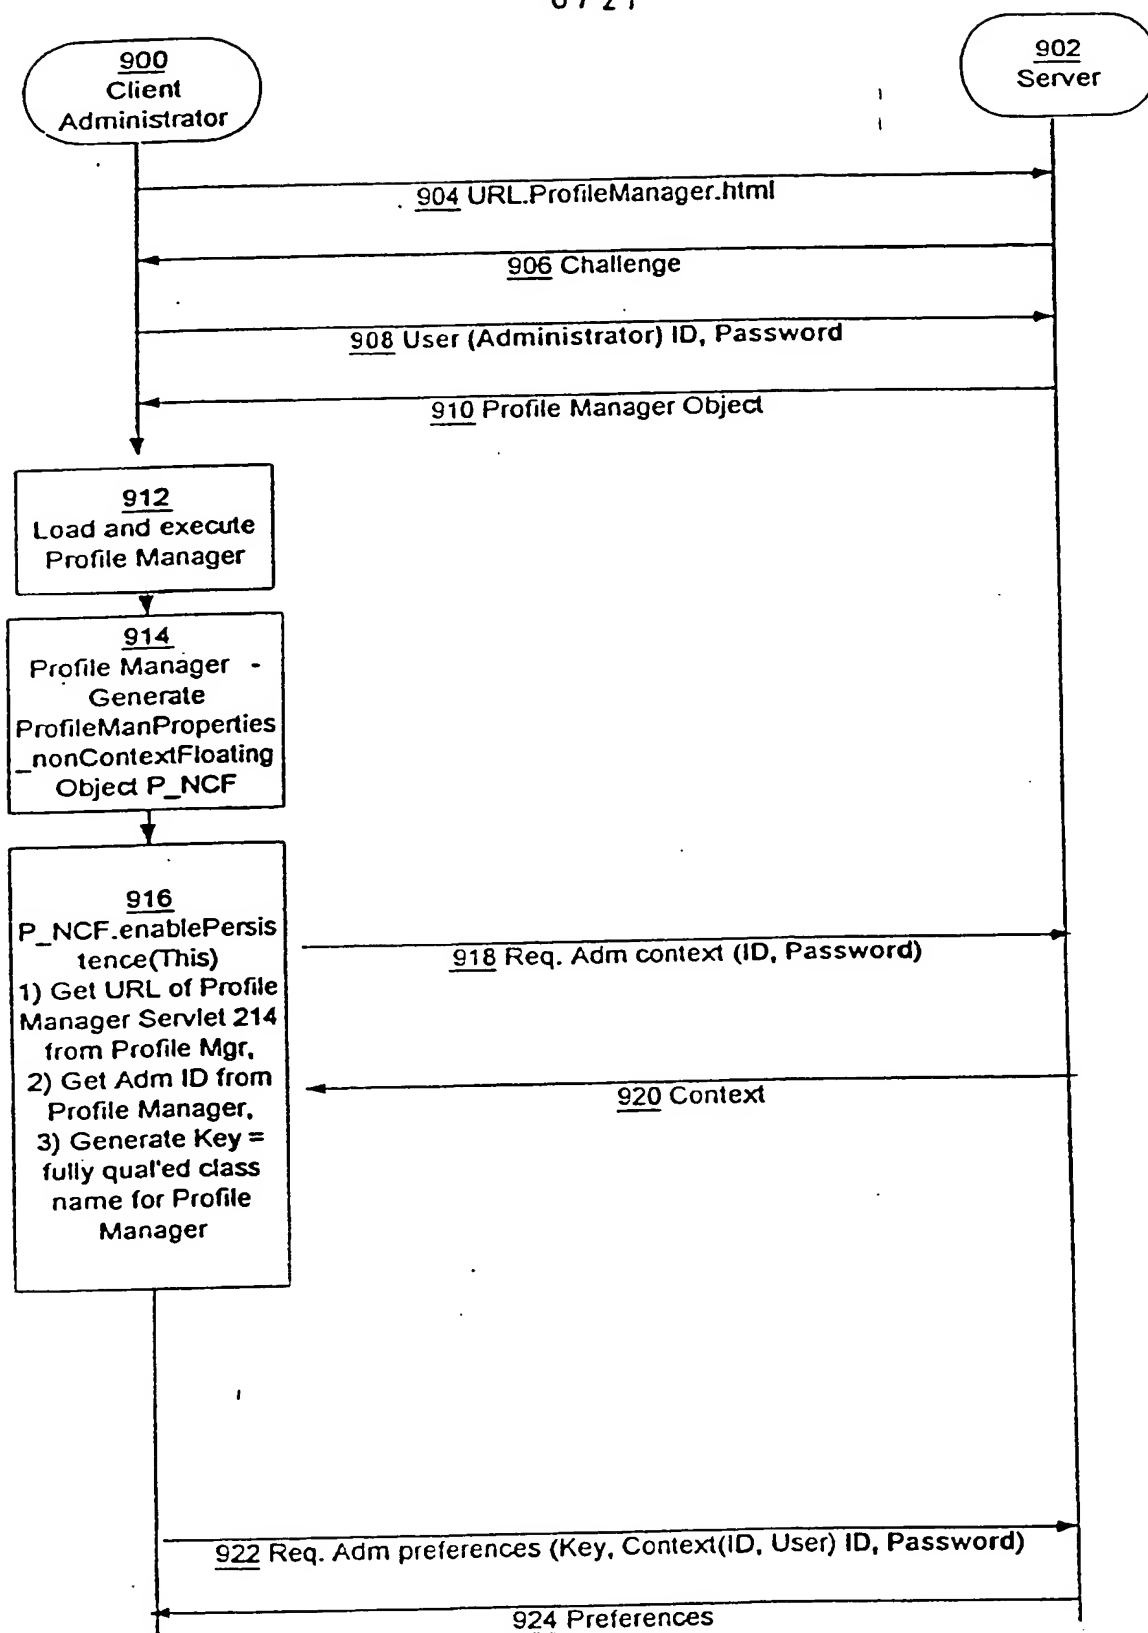 900
Client
Administrator
902
Server
904 URL.ProfileManager.html
906 Challenge
908 User (Administrator) ID, Password
910 Profile Manager Object
912
Load and execute
Profile Manager
914
Profile Manager -
Generate
ProfileManProperties
_nonContextFloating
Object P_NCF
916
P_NCF.enablePersis
tence(This)
1) Get URL of Profile
Manager Servlet 214
from Profile Mgr,
2) Get Adm ID from
Profile Manager,
3) Generate Key =
fully qual'ed class
name for Profile
Manager
918 Req. Adm context (ID, Password)
920 Context
922 Req. Adm preferences (Key, Context(ID, User) ID, Password)
924 Preferences